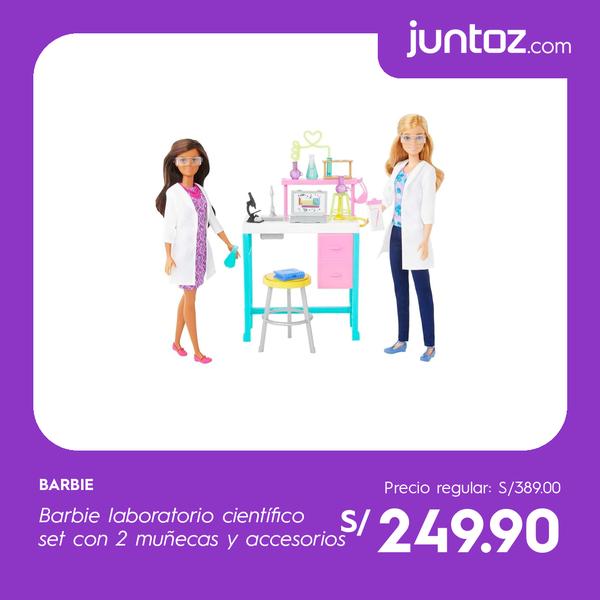 juntoz.com
BARBIE
Barbie laboratorio científico
set con 2 muñecas y accesorios
Precio regular: S/389.00
S/ 249.90